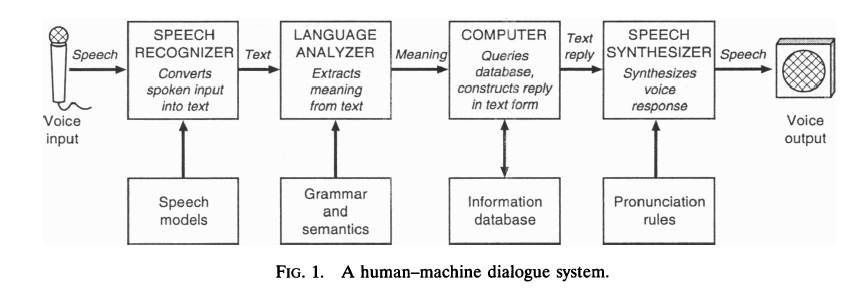 Speech
SPEECH
RECOGNIZER
Converts
spoken input
into text
Text
LANGUAGE
ANALYZER
Extracts
meaning
from text
Meaning
COMPUTER
Queries
database,
constructs reply
in text form
Text
reply
SPEECH
SYNTHESIZER
Synthesizes
voice
response
Speech
Voice
input
Voice
output
Speech
models
Grammar
and
semantics
Information
database
Pronunciation
rules
FIG. 1. A human–machine dialogue system.